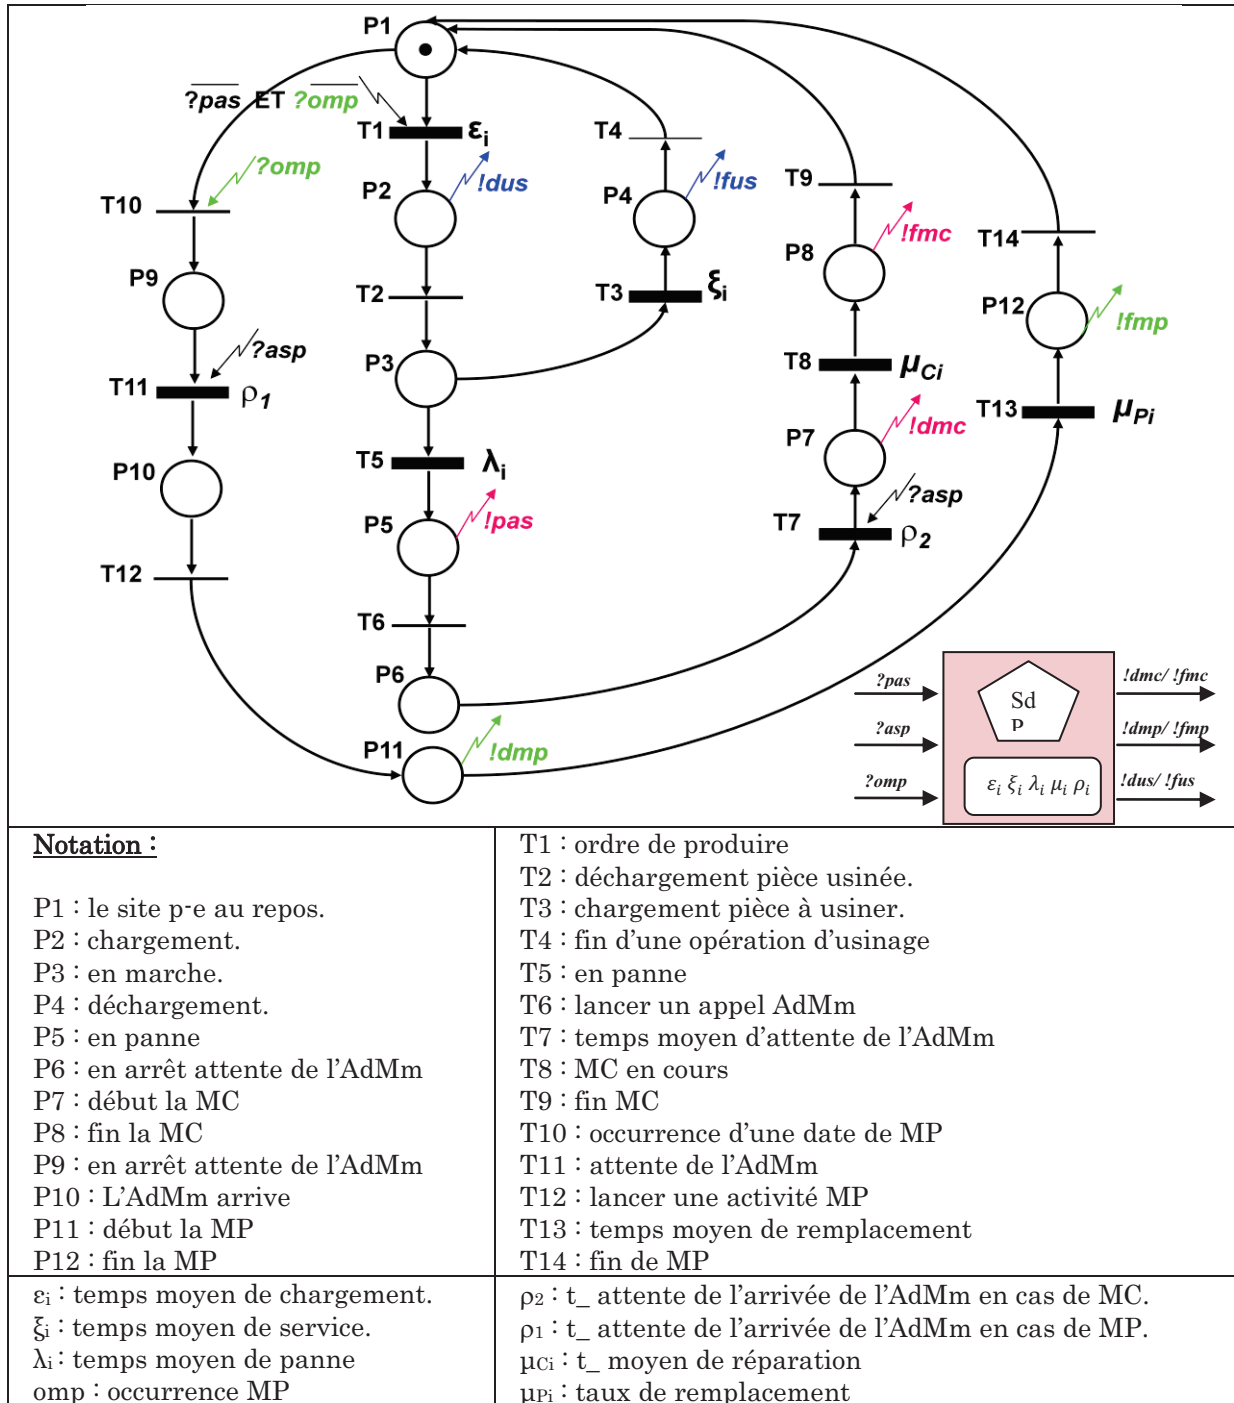 P1
?pas ET ?omp
T1 εi
T4
?omp
!dus
!fus
T9
P2
P4
T10
!fmc
T14
P8
P9
T2
T3 ξi
P12
!fmp
?asp
P3
T8 μCi
T11 ρ1
T13 μPi
!dmc
P7
T5 λi
P10
?asp
!pas
P5
T7 ρ2
T12
T6
P6
?pas
!dmc/ !fmc
Sd
P
P11
!dmp
?asp
!dmp/ !fmp
?omp
εi ξi λi μi ρi
!dus/ !fus
Notation :
P1 : le site p-e au repos.
P2 : chargement.
P3 : en marche.
P4 : déchargement.
P5 : en panne
P6 : en arrêt attente de l’AdMm
P7 : début la MC
P8 : fin la MC
P9 : en arrêt attente de l’AdMm
P10 : L’AdMm arrive
P11 : début la MP
P12 : fin la MP
T1 : ordre de produire
T2 : déchargement pièce usinée.
T3 : chargement pièce à usiner.
T4 : fin d’une opération d’usinage
T5 : en panne
T6 : lancer un appel AdMm
T7 : temps moyen d’attente de l’AdMm
T8 : MC en cours
T9 : fin MC
T10 : occurrence d’une date de MP
T11 : attente de l’AdMm
T12 : lancer une activité MP
T13 : temps moyen de remplacement
T14 : fin de MP
εi : temps moyen de chargement.
ξi : temps moyen de service.
λi : temps moyen de panne
omp : occurrence MP
ρ2 : t_ attente de l’arrivée de l’AdMm en cas de MC.
ρ1 : t_ attente de l’arrivée de l’AdMm en cas de MP.
μCi : t_ moyen de réparation
μPi : taux de remplacement